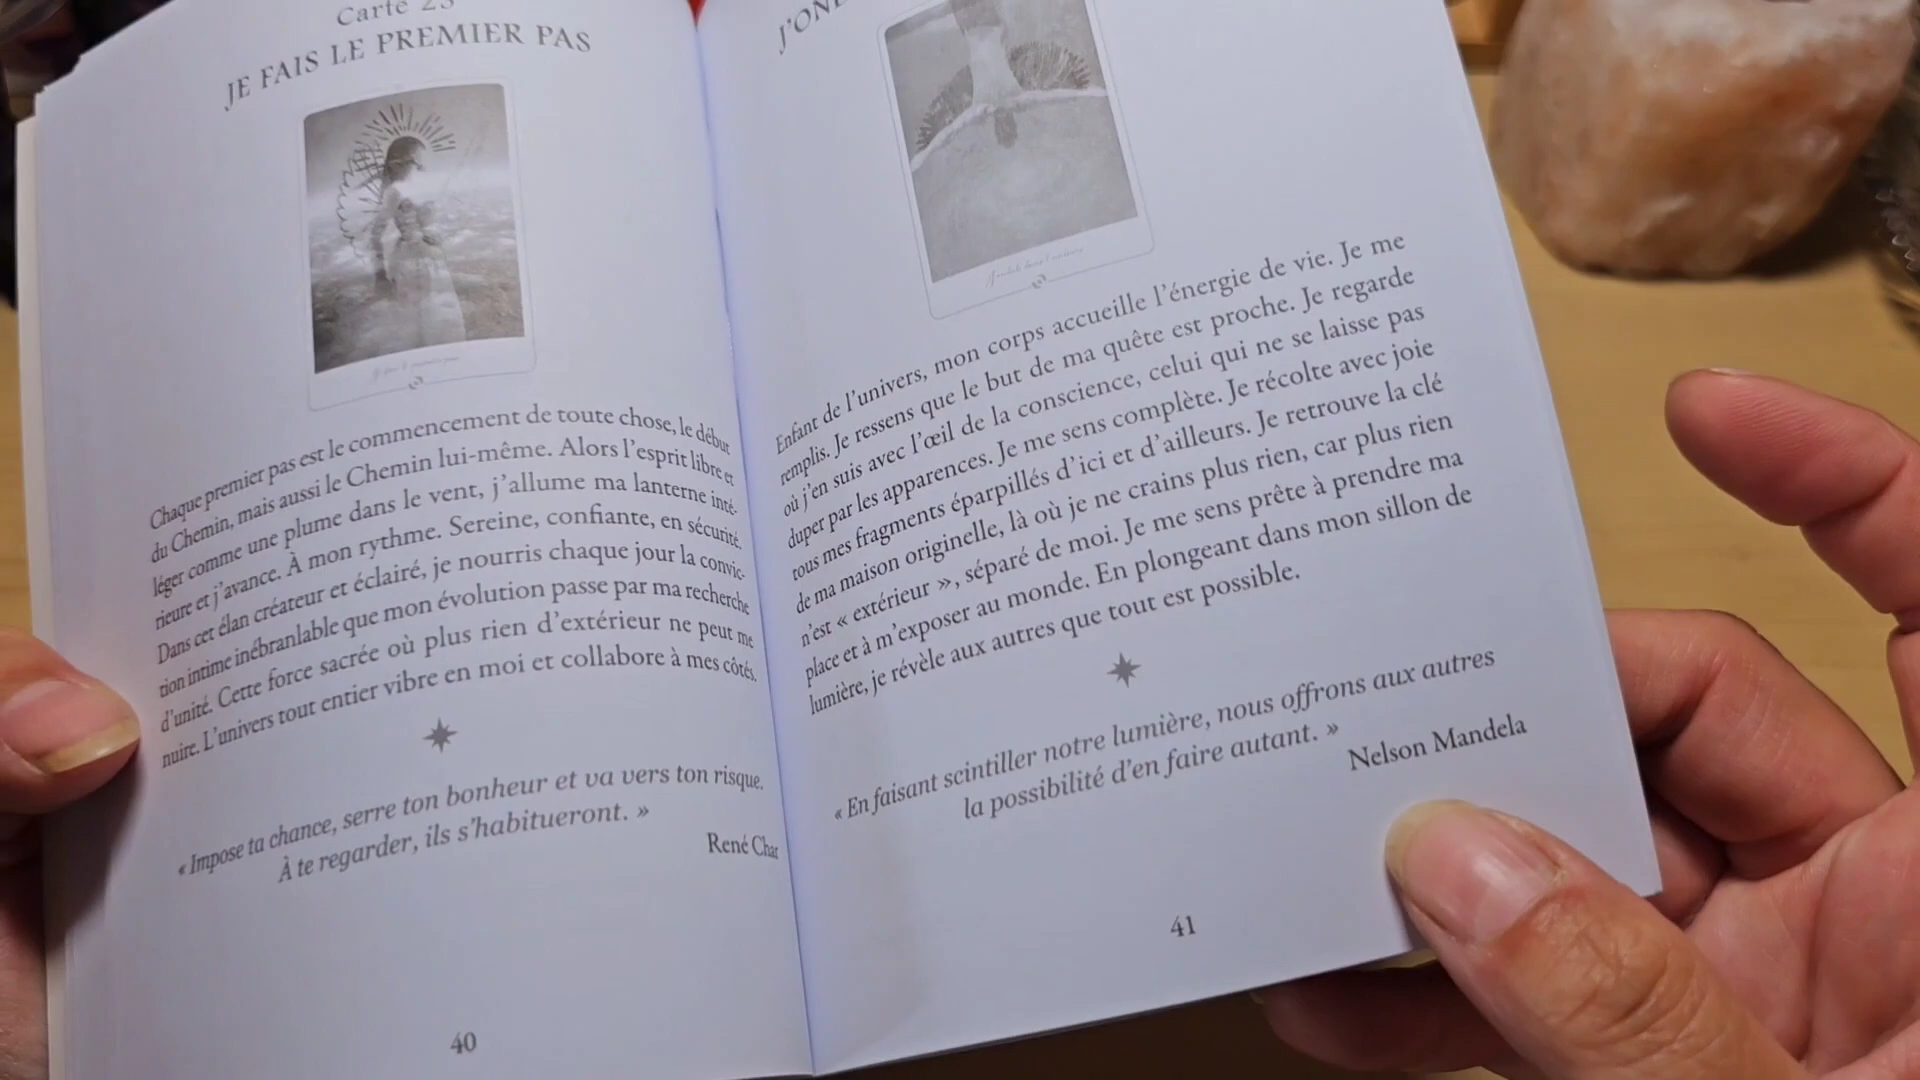 Carte 23
JE FAIS LE PREMIER PAS
Chaque premier pas est le commencement de toute chose, le début
du Chemin, mais aussi le Chemin lui-même. Alors l'esprit libre et
léger comme une plume dans le vent, j'allume ma lanterne inté-
rieure et j'avance. À mon rythme. Sereine, confiante, en sécurité.
Dans cet élan créateur et éclairé, je nourris chaque jour la convic-
tion intime inébranlable que mon évolution passe par ma recherche
d'unité. Cette force sacrée où plus rien d'extérieur ne peut me
nuire. L'univers tout entier vibre en moi et collabore à mes côtés.
« Impose ta chance, serre ton bonheur et va vers ton risque.
À te regarder, ils s'habitueront. »
René Char
40
Enfant de l'univers, mon corps accueille l'énergie de vie. Je me
remplis. Je ressens que le but de ma quête est proche. Je regarde
où j'en suis avec l'œil de la conscience, celui qui ne se laisse pas
duper par les apparences. Je me sens complète. Je récolte avec joie
tous mes fragments éparpillés d'ici et d'ailleurs. Je retrouve la clé
de ma maison originelle, là où je ne crains plus rien, car plus rien
n'est « extérieur », séparé de moi. Je me sens prête à prendre ma
place et à m'exposer au monde. En plongeant dans mon sillon de
lumière, je révèle aux autres que tout est possible.
« En faisant scintiller notre lumière, nous offrons aux autres
la possibilité d'en faire autant. »
Nelson Mandela
41